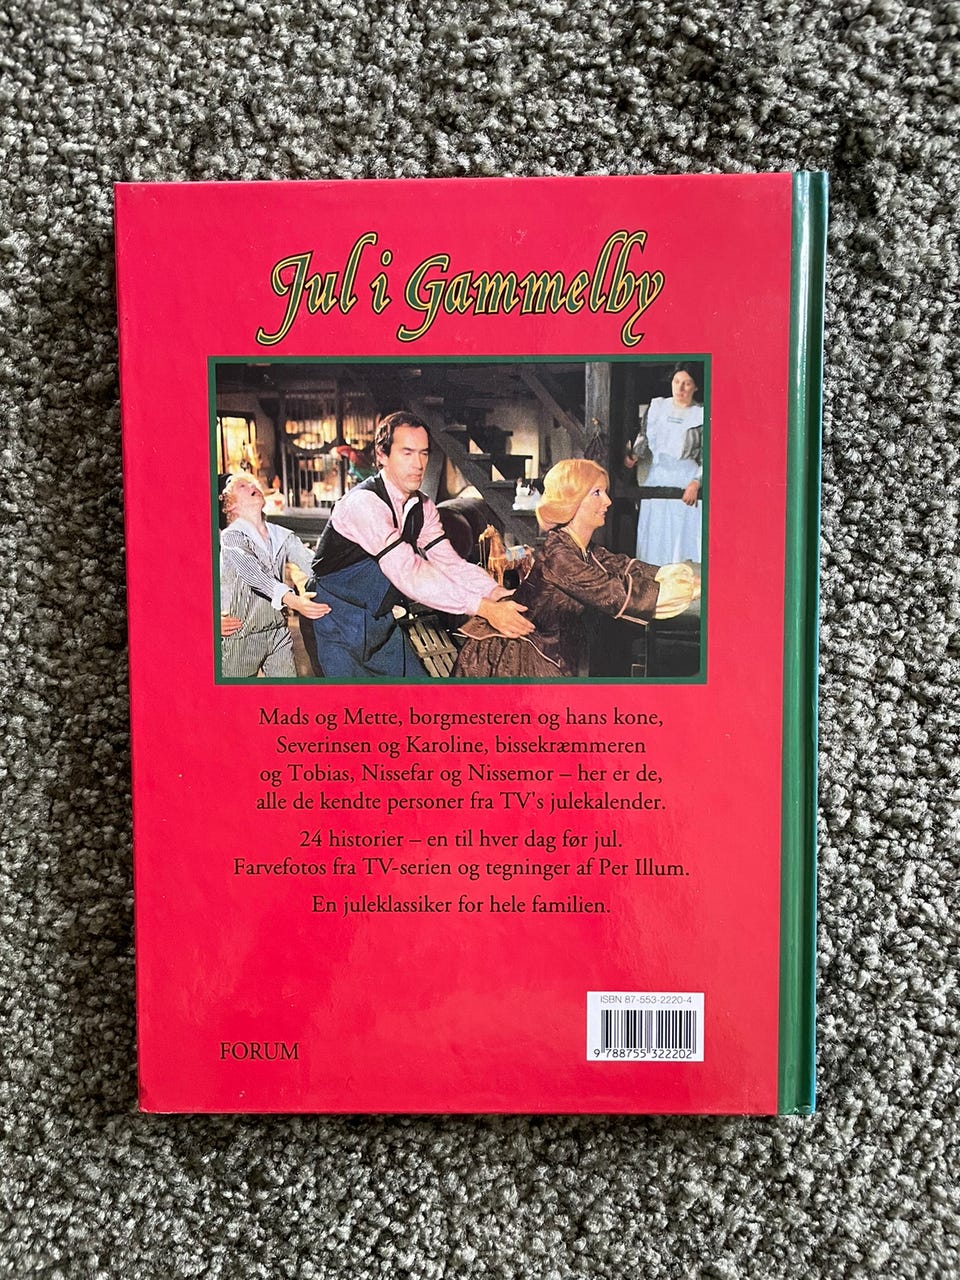 Jul i Gammelby
Mads og Mette, borgmesteren og hans kone,
Severinsen og Karoline, bissekræmmeren
og Tobias, Nissefar og Nissemor – her er de,
alle de kendte personer fra TV's julekalender.
24 historier – en til hver dag før jul.
Farvefotos fra TV-serien og tegninger af Per Illum.
En juleklassiker for hele familien.
ISBN 87-553-2220-4
9 788755 322202
FORUM